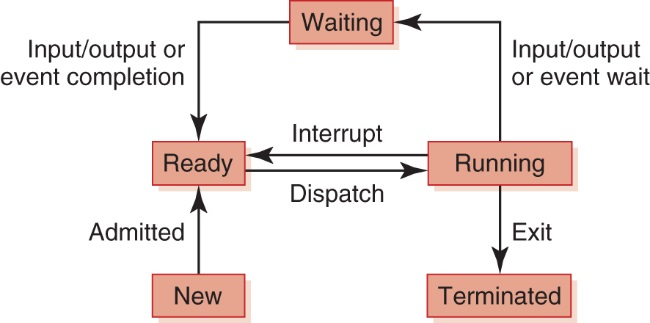 Waiting
Input/output or
event completion
Input/output
or event wait
Interrupt
Ready
Running
Dispatch
Admitted
Exit
New
Terminated